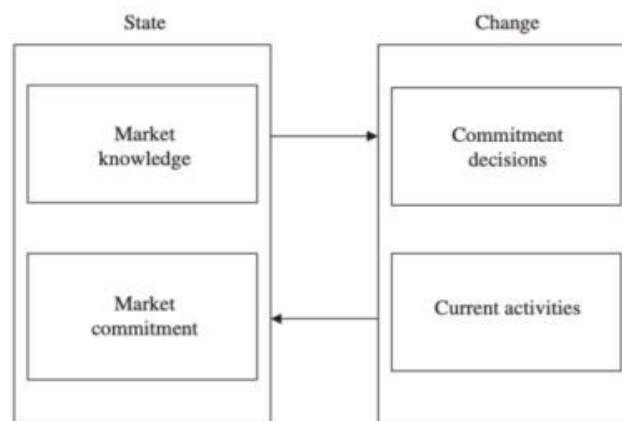 State
Change
Market
knowledge
Commitment
decisions
Market
commitment
Current activities